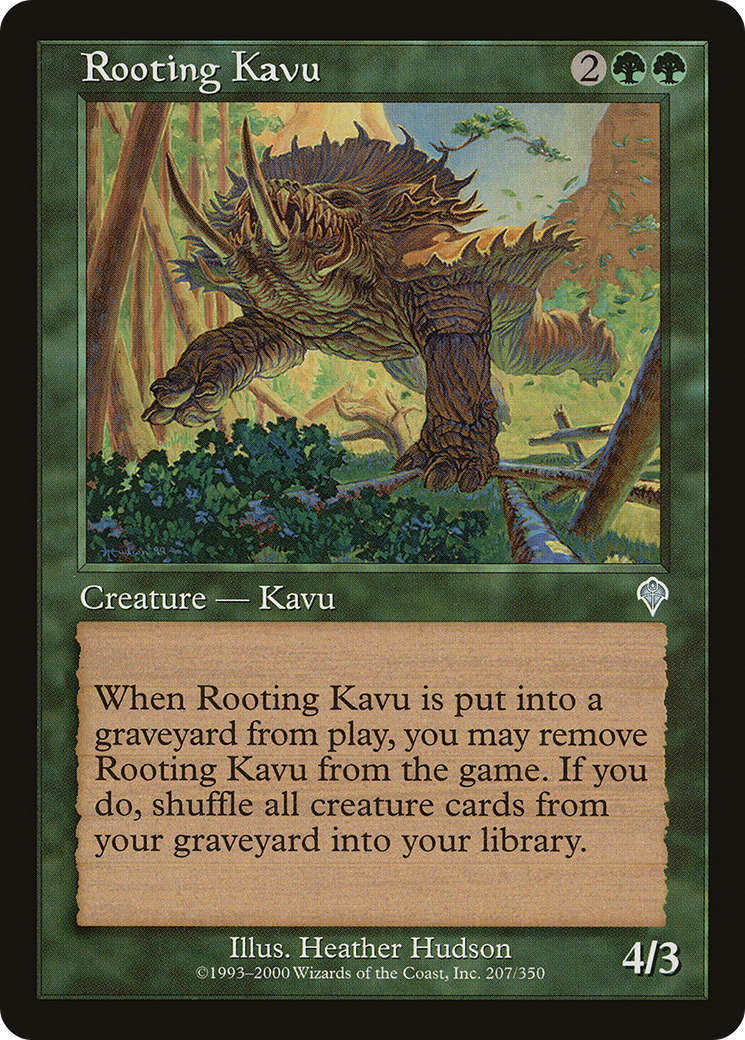 Rooting Kavu 2
Creature — Kavu
When Rooting Kavu is put into a
graveyard from play, you may remove
Rooting Kavu from the game. If you
do, shuffle all creature cards from
your graveyard into your library.
Illus. Heather Hudson
©1993–2000 Wizards of the Coast, Inc. 207/350
4/3